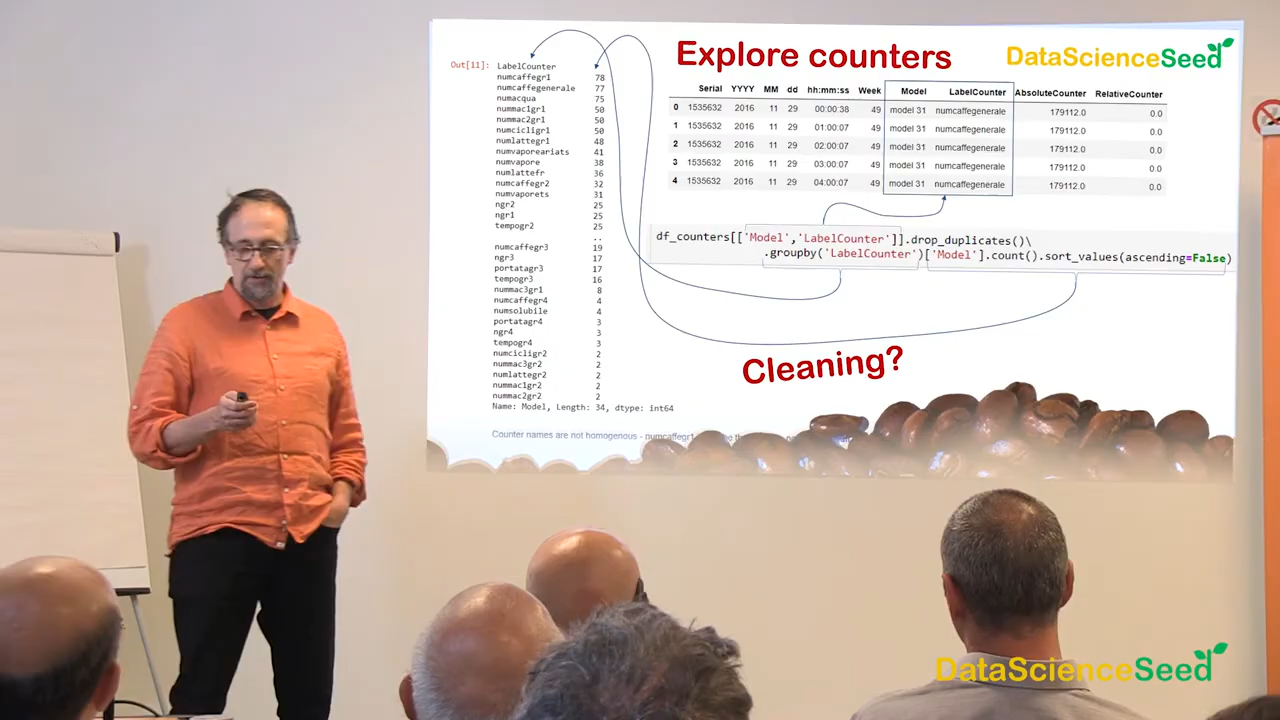 Explore counters
DataScienceSeed
Out[11]: LabelCounter
numcaffegr1 78
numcaffegenerale 77
numacqua 75
nummac1gr1 50
nummac2gr1 50
numcicligr1 50
numlattegr1 48
numvaporeariats 41
numvapore 38
numlattefr 36
numcaffegr2 32
numvaporets 31
ngr2 25
ngr1 25
tempogr2 25
..
numcaffegr3 19
ngr3 17
portatagr3 17
tempogr3 16
nummac3gr1 8
numcaffegr4 4
numsolubile 4
portatagr4 3
ngr4 3
tempogr4 3
numcicligr2 2
nummac3gr2 2
numlattegr2 2
nummac1gr2 2
nummac2gr2 2
Name: Model, Length: 34, dtype: int64
Counter names are not homogenous - numcaffegr1
Serial YYYY MM dd hh:mm:ss Week Model LabelCounter AbsoluteCounter RelativeCounter
0 1535632 2016 11 29 00:00:38 49 model 31 numcaffegenerale 179112.0 0.0
1 1535632 2016 11 29 01:00:07 49 model 31 numcaffegenerale 179112.0 0.0
2 1535632 2016 11 29 02:00:07 49 model 31 numcaffegenerale 179112.0 0.0
3 1535632 2016 11 29 03:00:07 49 model 31 numcaffegenerale 179112.0 0.0
4 1535632 2016 11 29 04:00:07 49 model 31 numcaffegenerale 179112.0 0.0
df_counters[['Model','LabelCounter']].drop_duplicates()\
.groupby('LabelCounter')['Model'].count().sort_values(ascending=False)
Cleaning?
DataScienceSeed